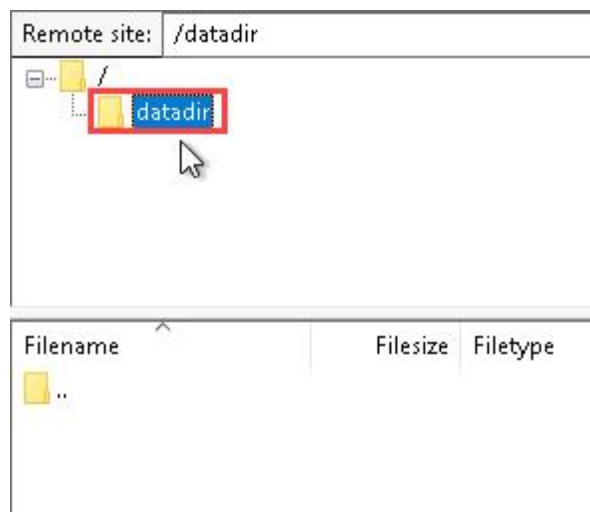 Remote site: /datadir
/
datadir
Filename Filesize Filetype
..